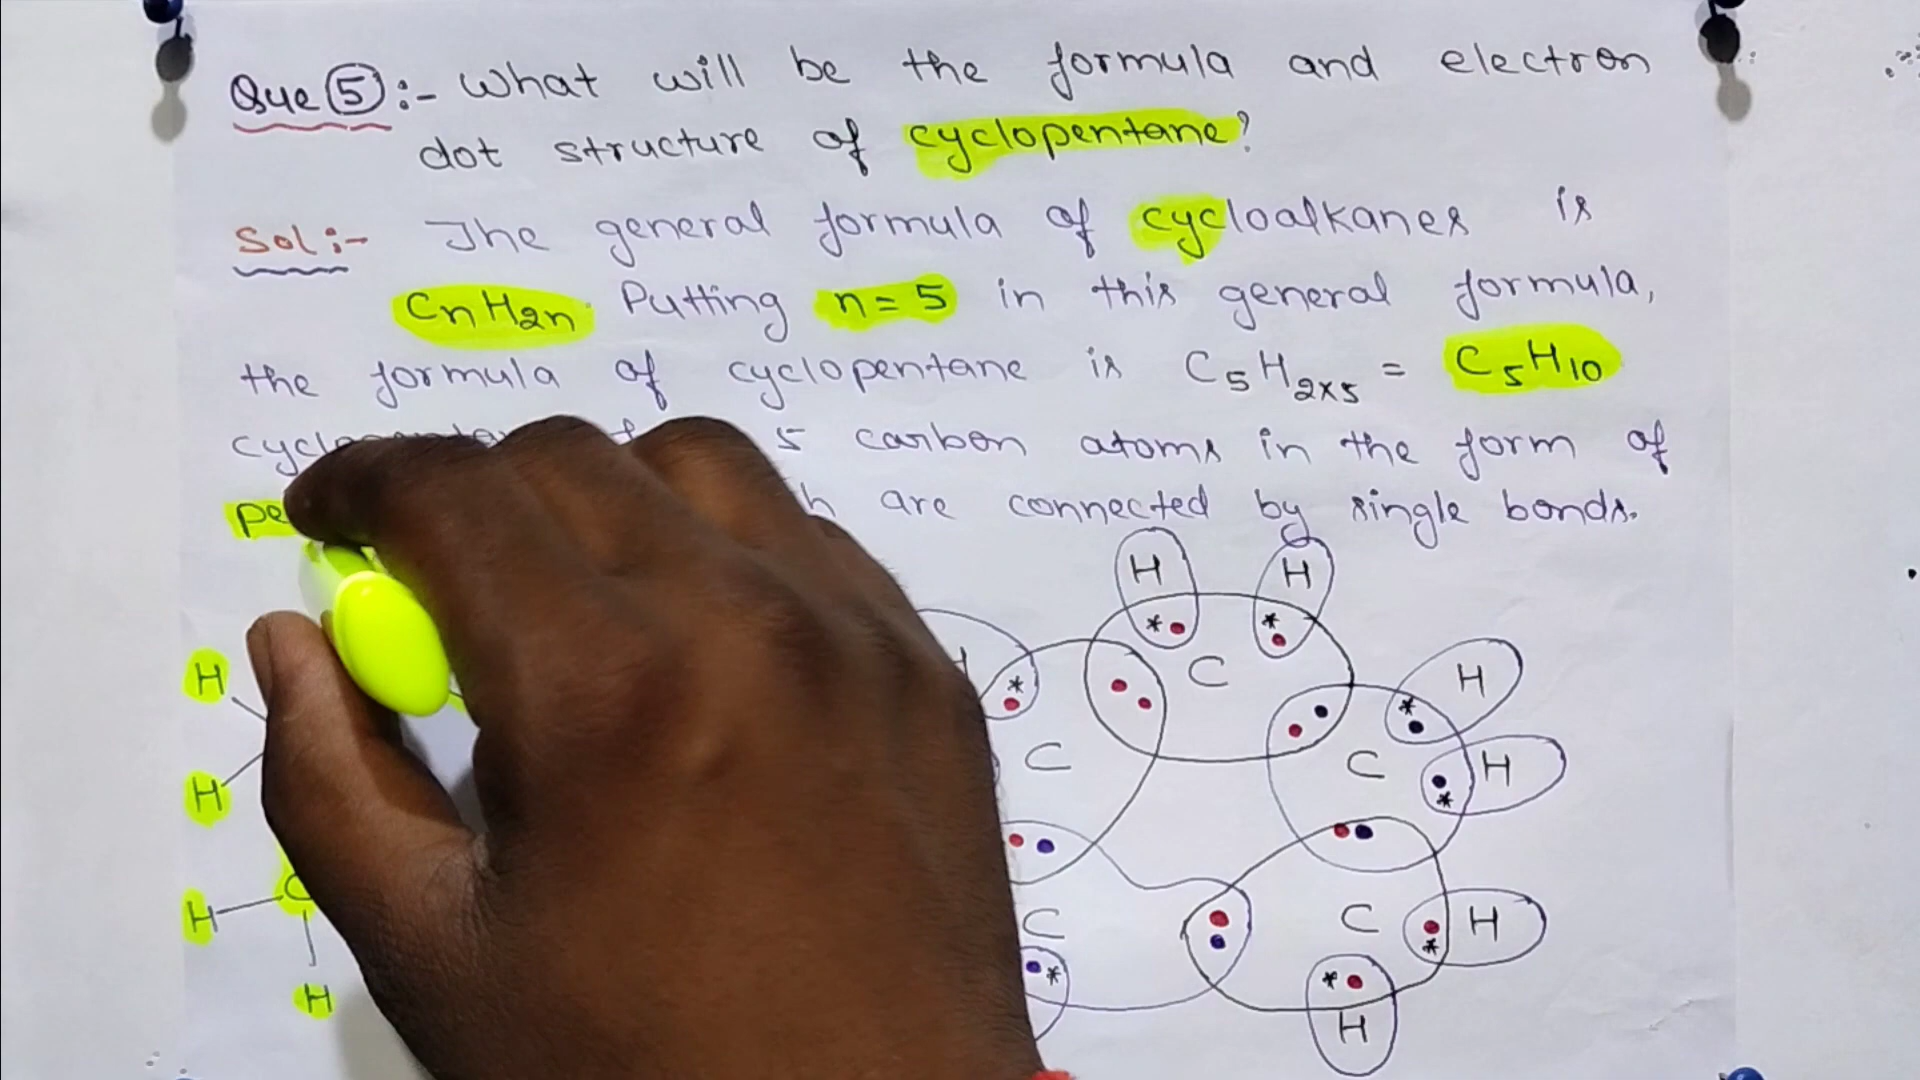 Que 5 :- What will be the formula and electron
dot structure of cyclopentane?
Sol :- The general formula of cycloalkanes is
CnH2n. Putting n = 5 in this general formula,
the formula of cyclopentane is C5H2×5 = C5H10
5 carbon atoms in the form of
are connected by single bonds.
H H
* *
C
H
H
*
*
C
C
H
*
H
C
H
C
C
H
*
*
*
H
H